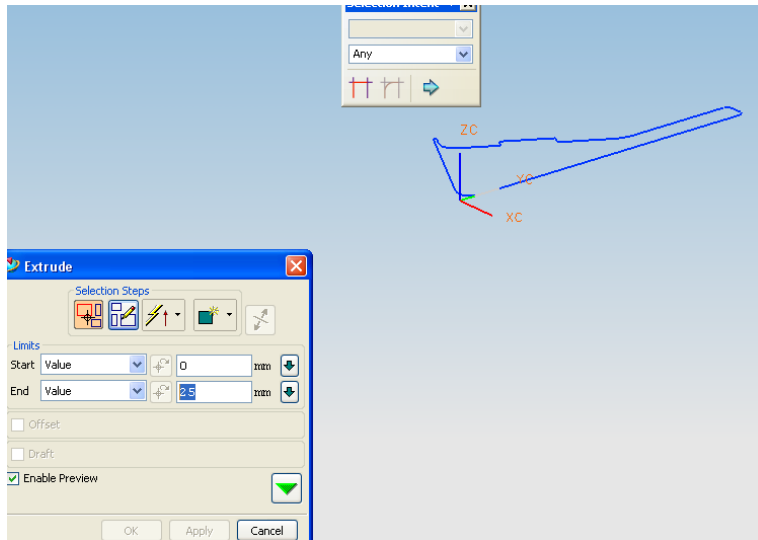 Selection Intent
Any
ZC
YC
XC
Extrude
Selection Steps
Limits
Start Value 0 mm
End Value 25 mm
Offset
Draft
Enable Preview
OK Apply Cancel